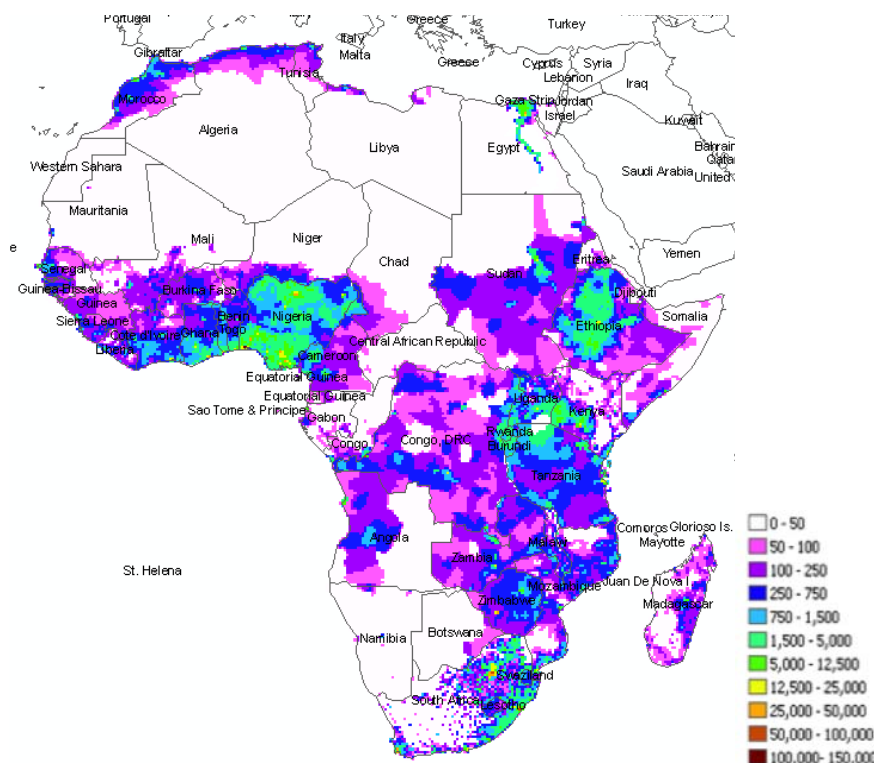 Portugal
Greece
Turkey
Italy
Gibraltar
Malta
Greece
Cyprus
Syria
Lebanon
Iraq
Tunisia
Morocco
Gaza Strip
Jordan
Israel
Kuwait
Algeria
Libya
Egypt
Bahrain
Qatar
Western Sahara
Saudi Arabia
United
Mauritania
Mali
Niger
Chad
Yemen
e
Senegal
Sudan
Eritrea
Guinea-Bissau
Burkina Faso
Djibouti
Guinea
Benin
Nigeria
Somalia
Sierra Leone
Cote d'Ivoire
Ghana
Togo
Ethiopia
Liberia
Cameroon
Central African Republic
Equatorial Guinea
Equatorial Guinea
Uganda
Sao Tome & Principe
Gabon
Kenya
Rwanda
Congo
Congo, DRC
Burundi
Tanzania
0 - 50
Comoros
Glorioso Is.
50 - 100
Angola
Malawi
Mayotte
100 - 250
St. Helena
Zambia
250 - 750
Mozambique
Juan De Nova I
Zimbabwe
Madagascar
750 - 1,500
Namibia
Botswana
1,500 - 5,000
5,000 - 12,500
Swaziland
12,500 - 25,000
South Africa
Lesotho
25,000 - 50,000
50,000 - 100,000
100,000 - 150,000